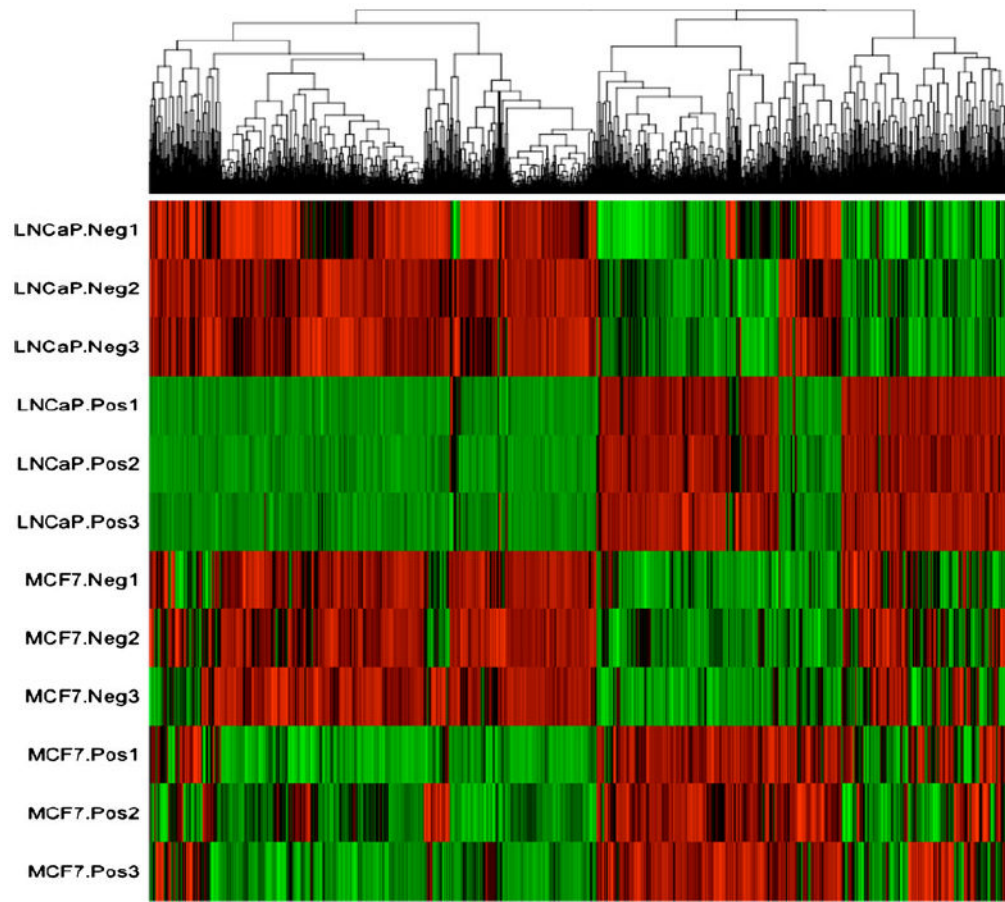 LNCaP.Neg1
LNCaP.Neg2
LNCaP.Neg3
LNCaP.Pos1
LNCaP.Pos2
LNCaP.Pos3
MCF7.Neg1
MCF7.Neg2
MCF7.Neg3
MCF7.Pos1
MCF7.Pos2
MCF7.Pos3